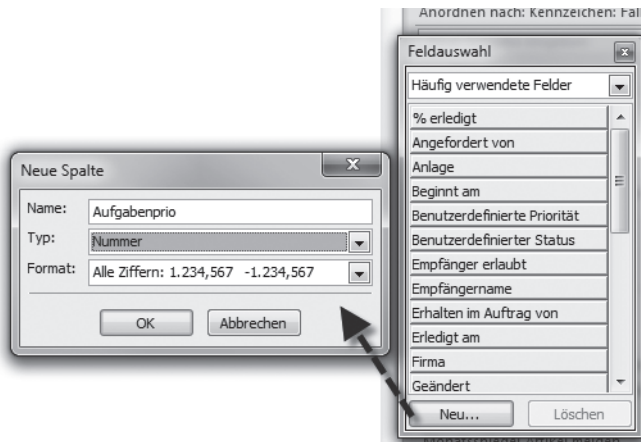 Anordnen nach: Kennzeichen: Fäl
Feldauswahl
Häufig verwendete Felder
% erledigt
Angefordert von
Anlage
Beginnt am
Benutzerdefinierte Priorität
Benutzerdefinierter Status
Empfänger erlaubt
Empfängername
Erhalten im Auftrag von
Erledigt am
Firma
Geändert
Neu...
Löschen
Neue Spalte
Name:
Aufgabenprio
Typ:
Nummer
Format:
Alle Ziffern: 1.234,567 -1.234,567
OK
Abbrechen